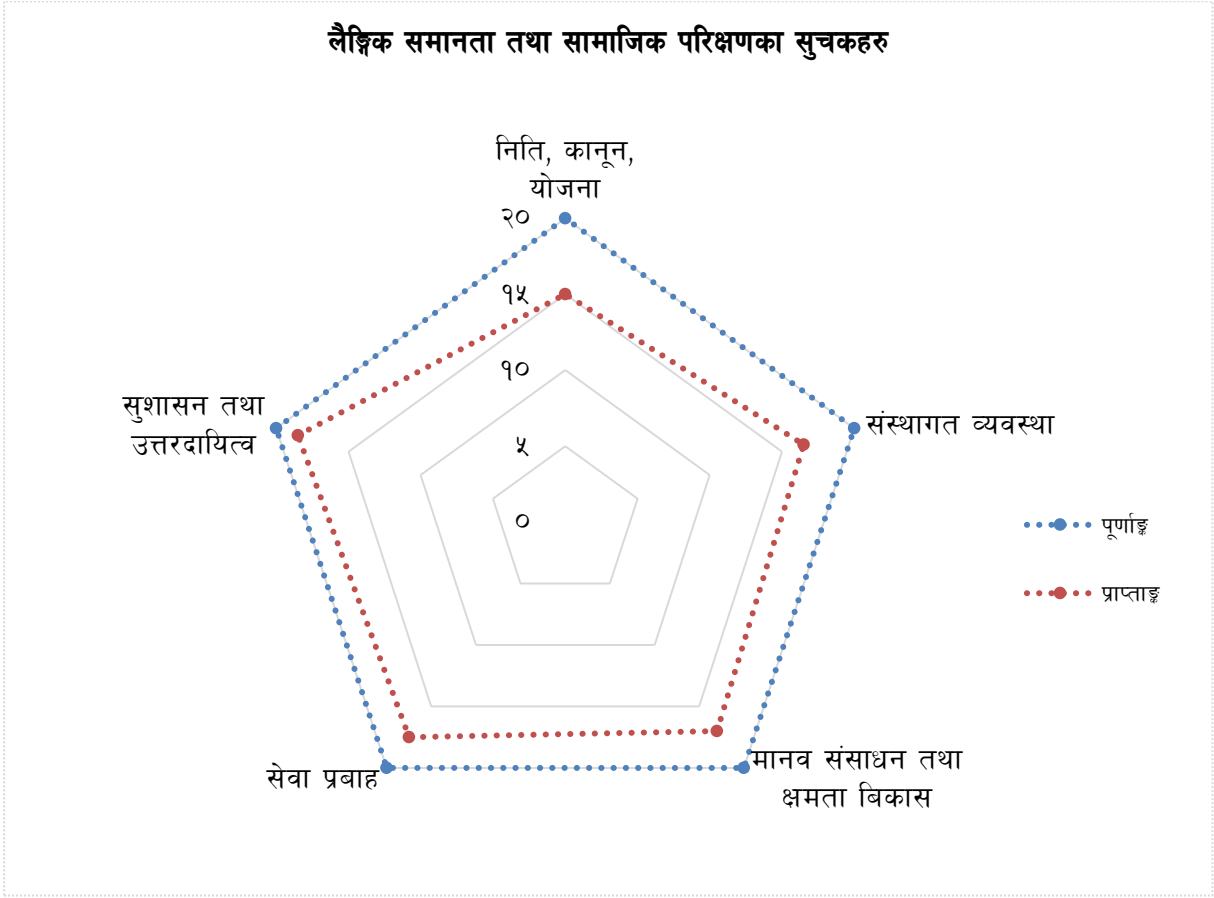 लैङ्गिक समानता तथा सामाजिक परिक्षणका सुचकहरु
निति, कानून,
योजना
२०
१५
१०
५
०
सुशासन तथा
उत्तरदायित्व
संस्थागत व्यवस्था
पूर्णाङ्क
प्राप्ताङ्क
सेवा प्रबाह
मानव संसाधन तथा
क्षमता बिकास